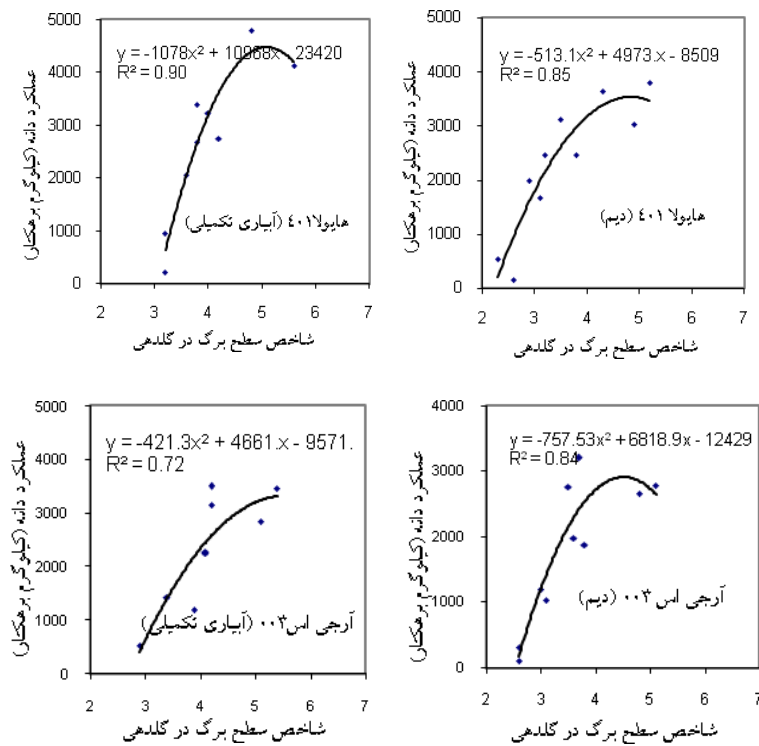 5000
4000
3000
2000
1000
0
2 3 4 5 6 7
y = -1078x² + 10968x - 23420
R² = 0.90
عملکرد دانه (کیلوگرم برهکتار)
هایولا٤٠١ (آبیاری تکمیلی)
شاخص سطح برگ در گلدهی
5000
4000
3000
2000
1000
0
2 3 4 5 6 7
y = -513.1x² + 4973.x - 8509
R² = 0.85
عملکرد دانه (کیلوگرم برهکتار)
هایولا ٤٠١ (دیم)
شاخص سطح برگ در گلدهی
5000
4000
3000
2000
1000
0
2 3 4 5 6 7
y = -421.3x² + 4661.x - 9571.
R² = 0.72
عملکرد دانه (کیلوگرم برهکتار)
آرجی اس٠٠٣ (آبیاری تکمیلی)
شاخص سطح برگ در گلدهی
4000
3000
2000
1000
0
2 3 4 5 6 7
y = -757.53x² + 6818.9x - 12429
R² = 0.84
عملکرد دانه (کیلوگرم برهکتار)
آرجی اس ٠٠٣ (دیم)
شاخص سطح برگ در گلدهی